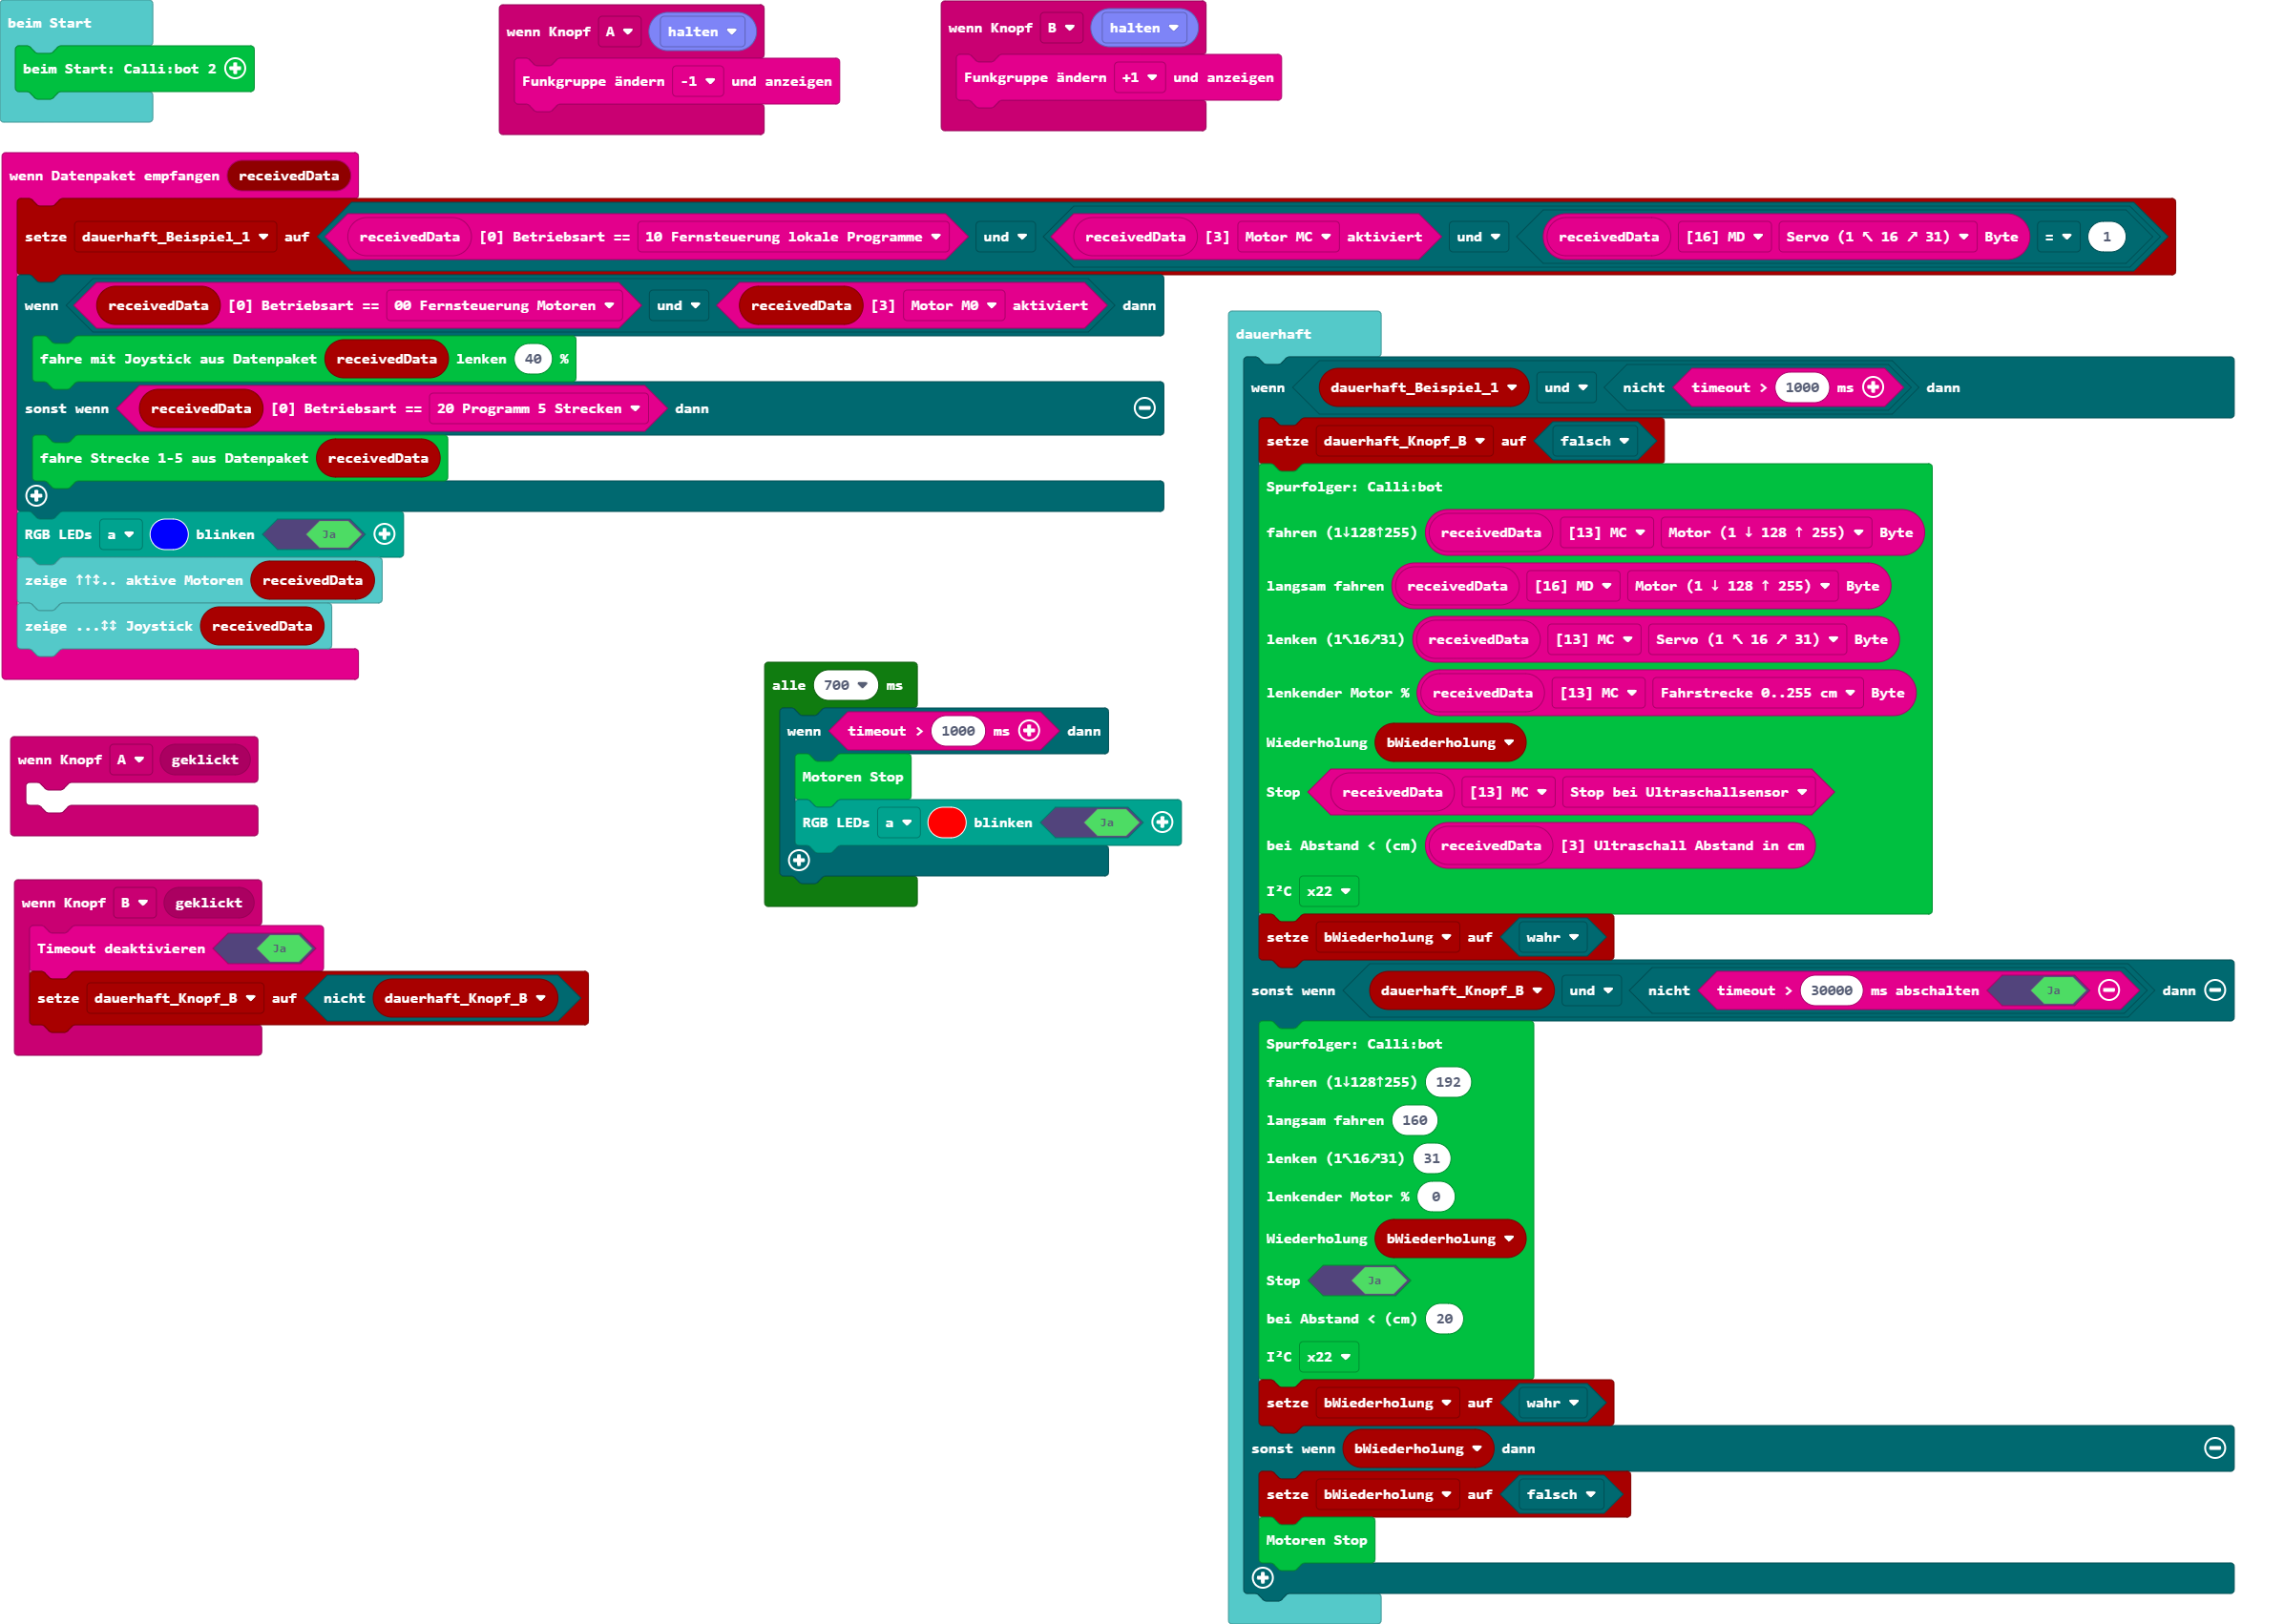 beim Start
beim Start: Calli:bot 2
wenn Knopf A halten
Funkgruppe ändern -1 und anzeigen
wenn Knopf B halten
Funkgruppe ändern +1 und anzeigen
wenn Datenpaket empfangen receivedData
setze dauerhaft_Beispiel_1 auf receivedData [0] Betriebsart == 10 Fernsteuerung lokale Programme und receivedData [3] Motor MC aktiviert und receivedData [16] MD Servo (1 ↖ 16 ↗ 31) Byte = 1
wenn receivedData [0] Betriebsart == 00 Fernsteuerung Motoren und receivedData [3] Motor M0 aktiviert dann
fahre mit Joystick aus Datenpaket receivedData lenken 40 %
sonst wenn receivedData [0] Betriebsart == 20 Programm 5 Strecken dann
fahre Strecke 1-5 aus Datenpaket receivedData
RGB LEDs a blinken Ja
zeige ↑↑↕.. aktive Motoren receivedData
zeige ...↕↕ Joystick receivedData
wenn Knopf A geklickt
wenn Knopf B geklickt
Timeout deaktivieren Ja
setze dauerhaft_Knopf_B auf nicht dauerhaft_Knopf_B
alle 700 ms
wenn timeout > 1000 ms dann
Motoren Stop
RGB LEDs a blinken Ja
dauerhaft
wenn dauerhaft_Beispiel_1 und nicht timeout > 1000 ms dann
setze dauerhaft_Knopf_B auf falsch
Spurfolger: Calli:bot
fahren (1↓128↑255) receivedData [13] MC Motor (1 ↓ 128 ↑ 255) Byte
langsam fahren receivedData [16] MD Motor (1 ↓ 128 ↑ 255) Byte
lenken (1↖16↗31) receivedData [13] MC Servo (1 ↖ 16 ↗ 31) Byte
lenkender Motor % receivedData [13] MC Fahrstrecke 0..255 cm Byte
Wiederholung bWiederholung
Stop receivedData [13] MC Stop bei Ultraschallsensor
bei Abstand < (cm) receivedData [3] Ultraschall Abstand in cm
I²C x22
setze bWiederholung auf wahr
sonst wenn dauerhaft_Knopf_B und nicht timeout > 30000 ms abschalten Ja dann
Spurfolger: Calli:bot
fahren (1↓128↑255) 192
langsam fahren 160
lenken (1↖16↗31) 31
lenkender Motor % 0
Wiederholung bWiederholung
Stop Ja
bei Abstand < (cm) 20
I²C x22
setze bWiederholung auf wahr
sonst wenn bWiederholung dann
setze bWiederholung auf falsch
Motoren Stop